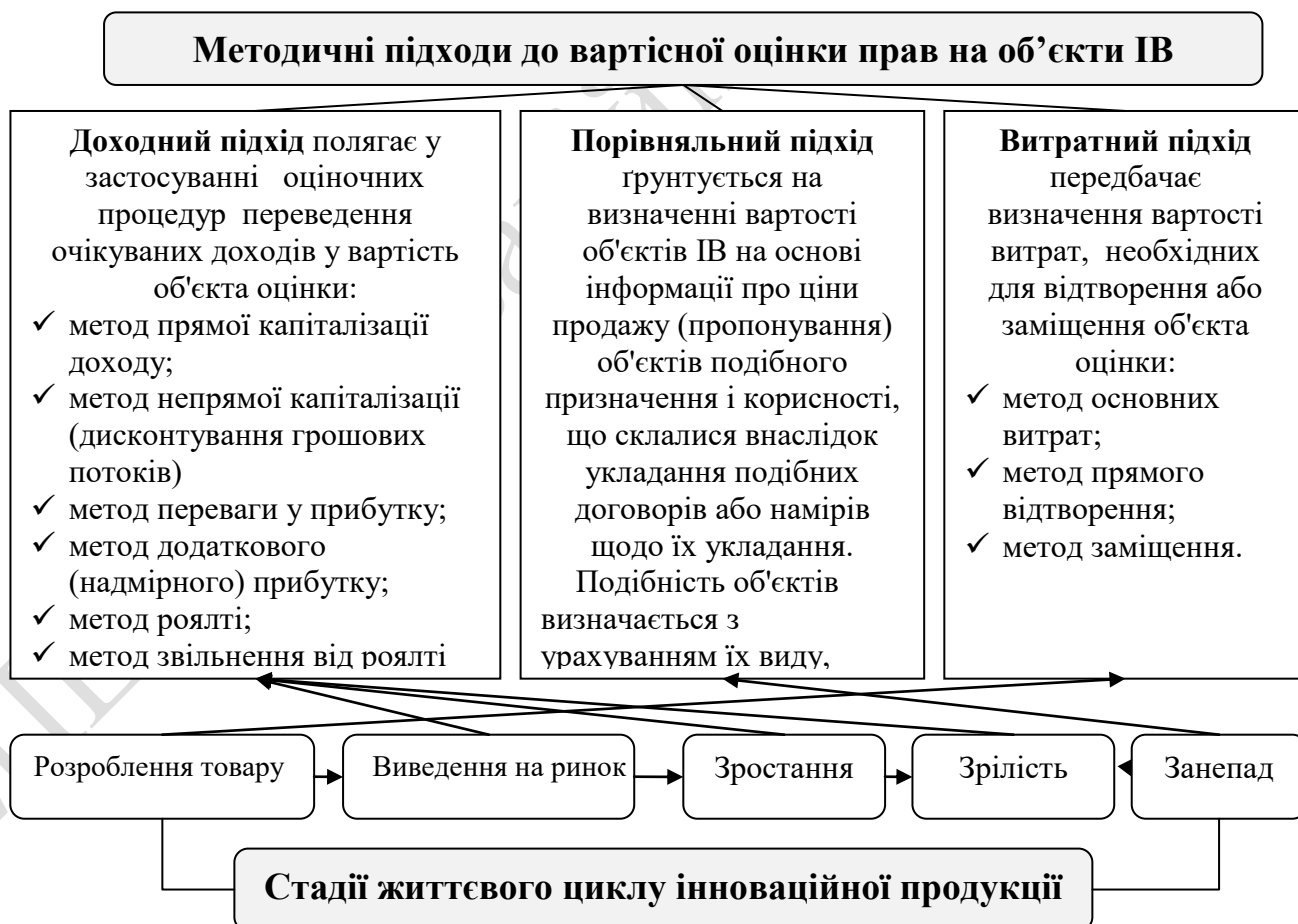 Методичні підходи до вартісної оцінки прав на об’єкти ІВ
Доходний підхід полягає у
застосуванні оціночних
процедур переведення
очікуваних доходів у вартість
об'єкта оцінки:
✓ метод прямої капіталізації
доходу;
✓ метод непрямої капіталізації
(дисконтування грошових
потоків)
✓ метод переваги у прибутку;
✓ метод додаткового
(надмірного) прибутку;
✓ метод роялті;
✓ метод звільнення від роялті
Порівняльний підхід
ґрунтується на
визначенні вартості
об'єктів ІВ на основі
інформації про ціни
продажу (пропонування)
об'єктів подібного
призначення і корисності,
що склалися внаслідок
укладання подібних
договорів або намірів
щодо їх укладання.
Подібність об'єктів
визначається з
урахуванням їх виду,
Витратний підхід
передбачає
визначення вартості
витрат, необхідних
для відтворення або
заміщення об'єкта
оцінки:
✓ метод основних
витрат;
✓ метод прямого
відтворення;
✓ метод заміщення.
Розроблення товару
Виведення на ринок
Зростання
Зрілість
Занепад
Стадії життєвого циклу інноваційної продукції